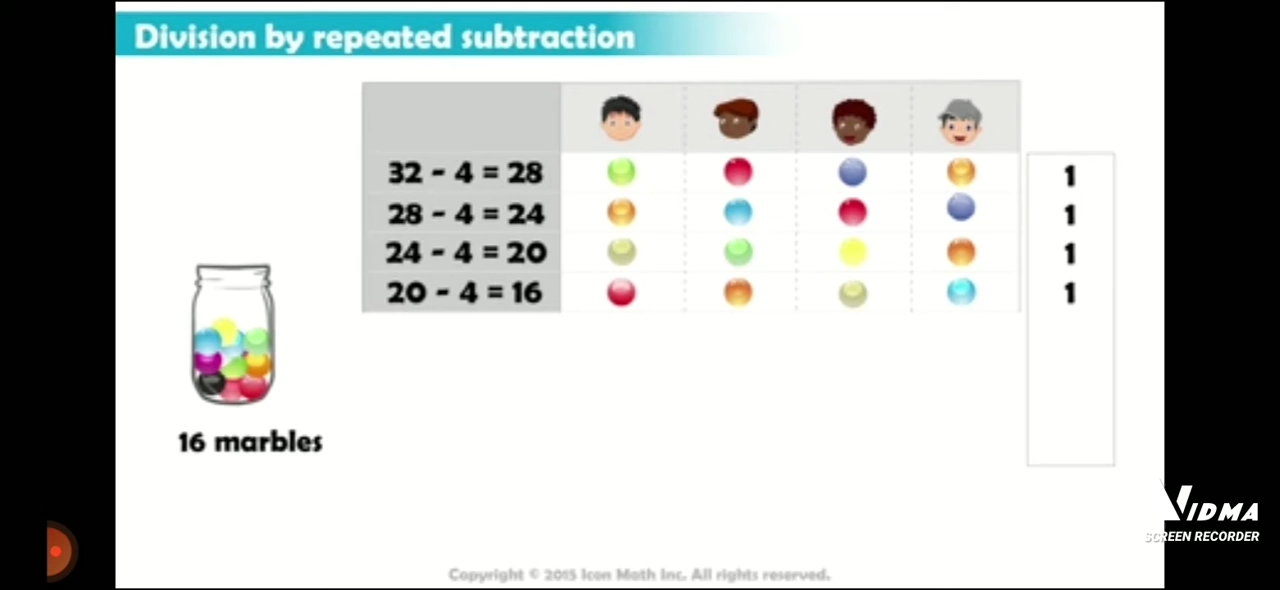 Division by repeated subtraction
32 - 4 = 28 1
28 - 4 = 24 1
24 - 4 = 20 1
20 - 4 = 16 1
16 marbles
VIDMA
SCREEN RECORDER
Copyright © 2015 Icon Math Inc. All rights reserved.